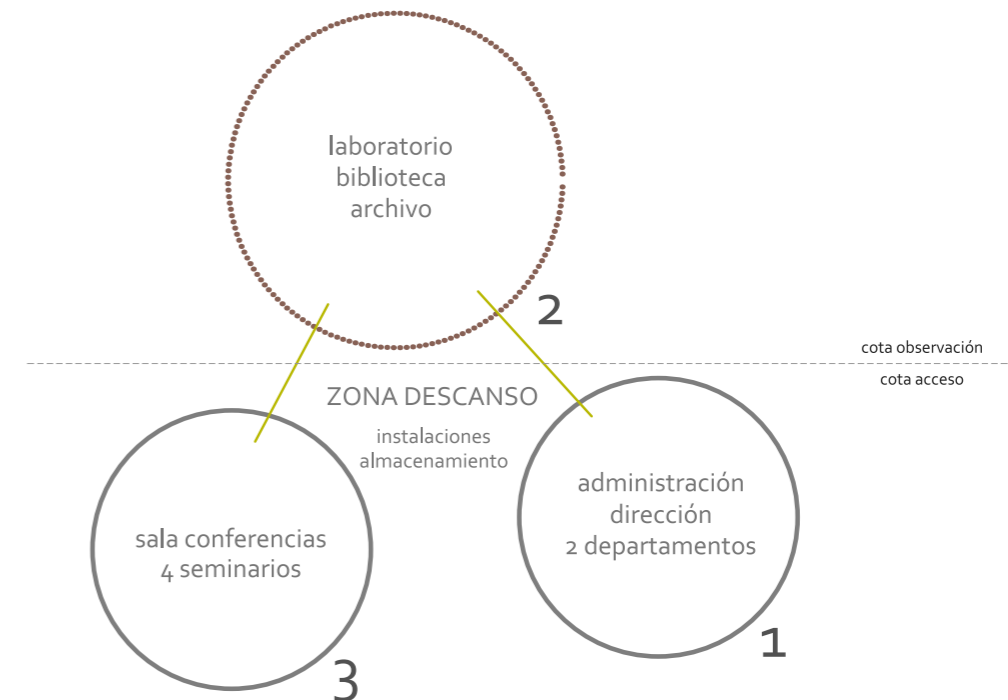 laboratorio
biblioteca
archivo
2
cota observación
cota acceso
ZONA DESCANSO
instalaciones
almacenamiento
administración
dirección
2 departamentos
1
sala conferencias
4 seminarios
3